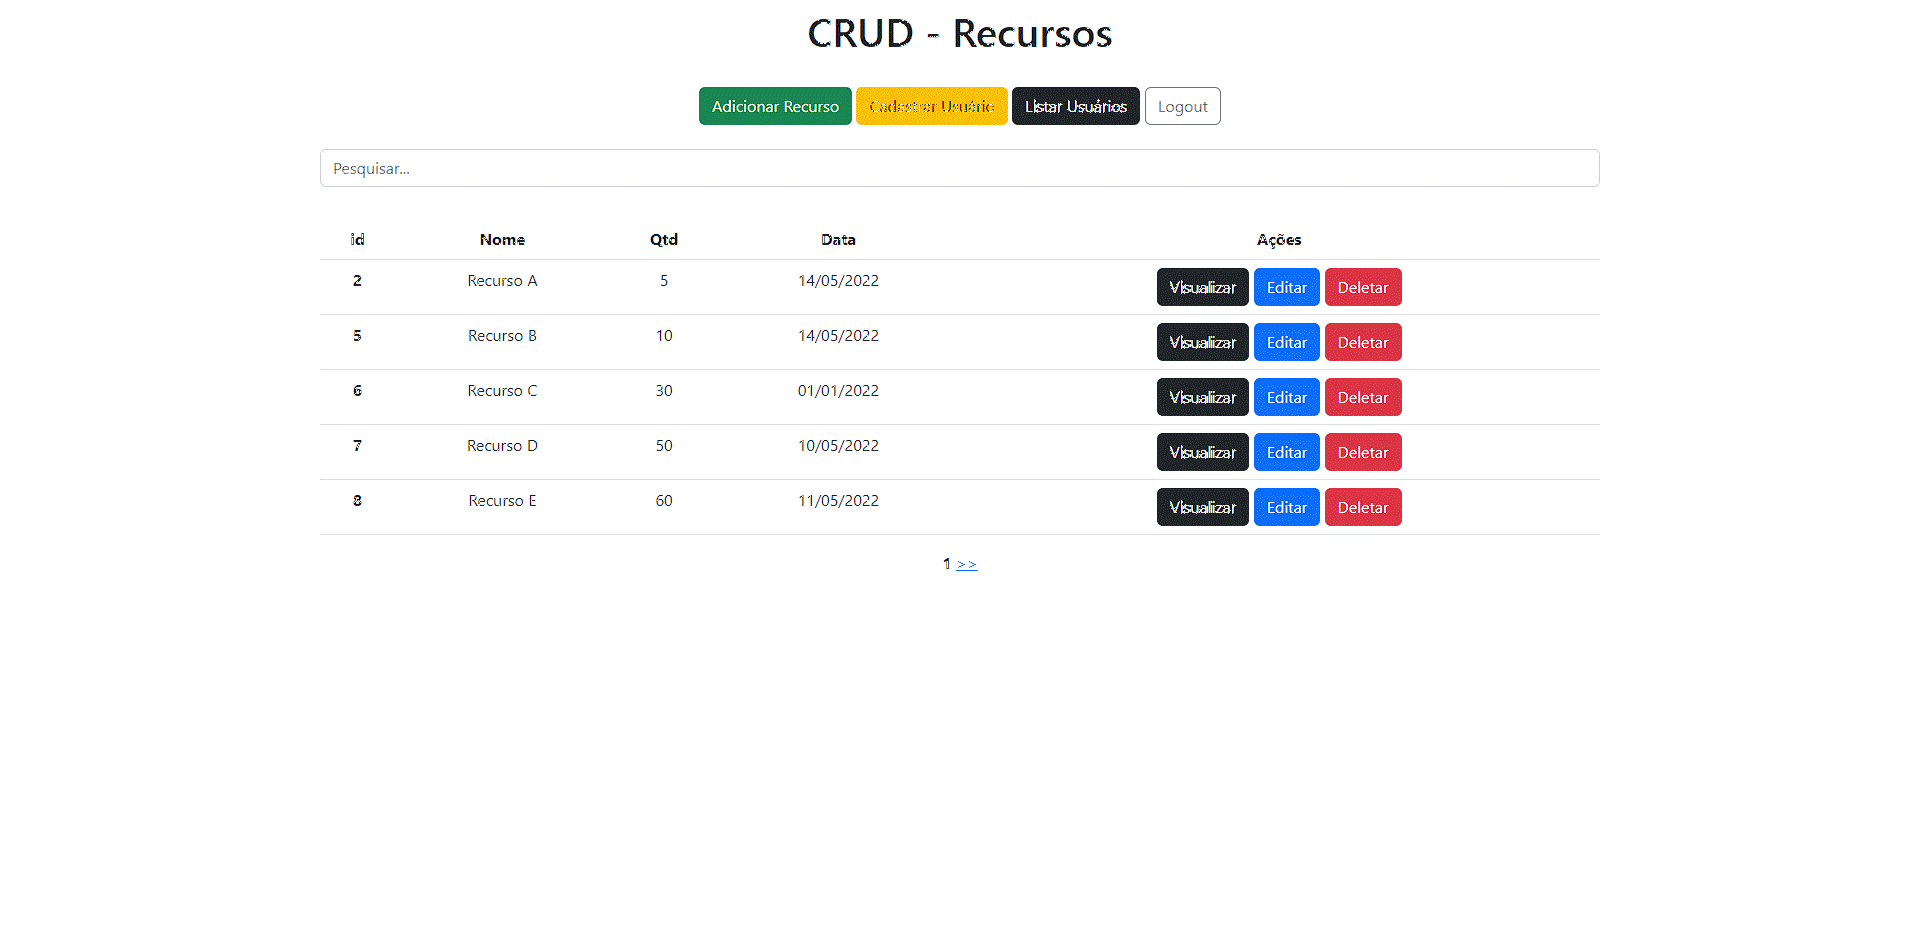 CRUD - Recursos
Adicionar Recurso Cadastrar Usuário Listar Usuários Logout
Pesquisar...
id Nome Qtd Data Ações
2 Recurso A 5 14/05/2022 Visualizar Editar Deletar
5 Recurso B 10 14/05/2022 Visualizar Editar Deletar
6 Recurso C 30 01/01/2022 Visualizar Editar Deletar
7 Recurso D 50 10/05/2022 Visualizar Editar Deletar
8 Recurso E 60 11/05/2022 Visualizar Editar Deletar
1 >>